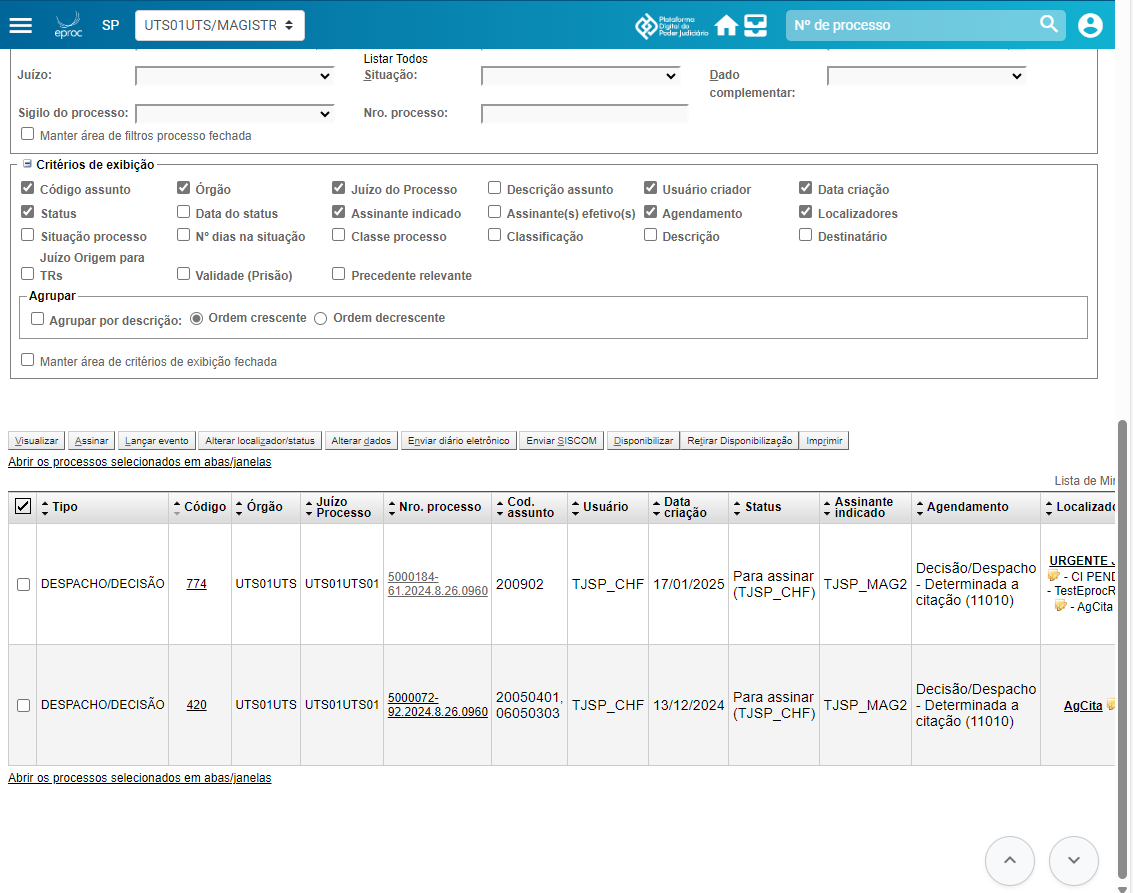 eproc SP UTS01UTS/MAGISTR Plataforma Digital do Poder Judiciário Nº de processo
Listar Todos
Juízo: Situação: Dado complementar:
Sigilo do processo: Nro. processo:
Manter área de filtros processo fechada
Critérios de exibição
Código assunto Órgão Juízo do Processo Descrição assunto Usuário criador Data criação
Status Data do status Assinante indicado Assinante(s) efetivo(s) Agendamento Localizadores
Situação processo Nº dias na situação Classe processo Classificação Descrição Destinatário
Juízo Origem para TRs Validade (Prisão) Precedente relevante
Agrupar
Agrupar por descrição: Ordem crescente Ordem decrescente
Manter área de critérios de exibição fechada
Visualizar Assinar Lançar evento Alterar localizador/status Alterar dados Enviar diário eletrônico Enviar SISCOM Disponibilizar Retirar Disponibilização Imprimir
Abrir os processos selecionados em abas/janelas
Lista de Min
Tipo Código Órgão Juízo Processo Nro. processo Cod. assunto Usuário Data criação Status Assinante indicado Agendamento Localizado
DESPACHO/DECISÃO 774 UTS01UTS UTS01UTS01 5000184-61.2024.8.26.0960 200902 TJSP_CHF 17/01/2025 Para assinar (TJSP_CHF) TJSP_MAG2 Decisão/Despacho - Determinada a citação (11010) URGENTE - CI PEND - TestEprocR - AgCita
DESPACHO/DECISÃO 420 UTS01UTS UTS01UTS01 5000072-92.2024.8.26.0960 20050401, 06050303 TJSP_CHF 13/12/2024 Para assinar (TJSP_CHF) TJSP_MAG2 Decisão/Despacho - Determinada a citação (11010) AgCita
Abrir os processos selecionados em abas/janelas